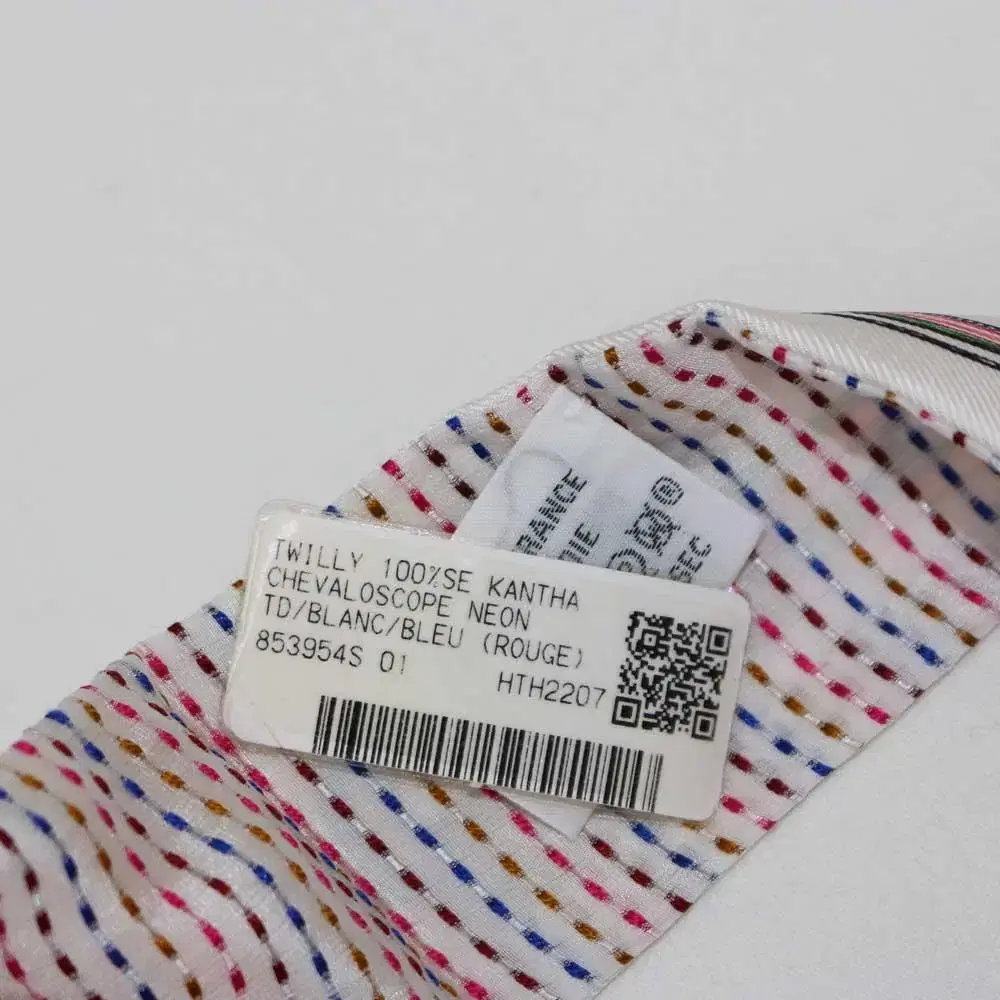 TWILLY 100%SE KANTHA
CHEVALOSCOPE NEON
TD/BLANC/BLEU (ROUGE)
853954S 01
HTH2207